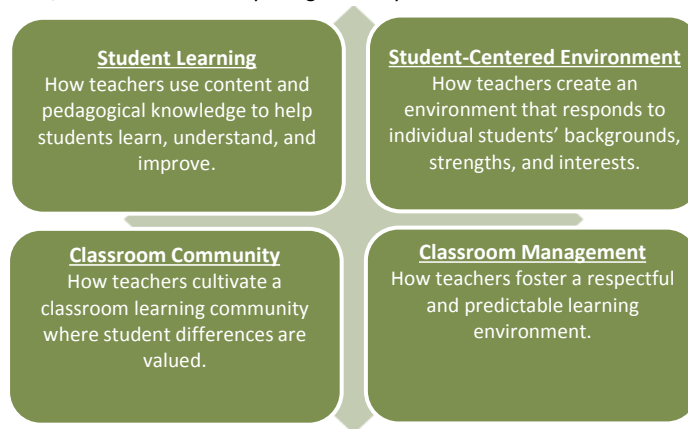 Student Learning
How teachers use content and
pedagogical knowledge to help
students learn, understand, and
improve.
Student-Centered Environment
How teachers create an
environment that responds to
individual students’ backgrounds,
strengths, and interests.
Classroom Community
How teachers cultivate a
classroom learning community
where student differences are
valued.
Classroom Management
How teachers foster a respectful
and predictable learning
environment.